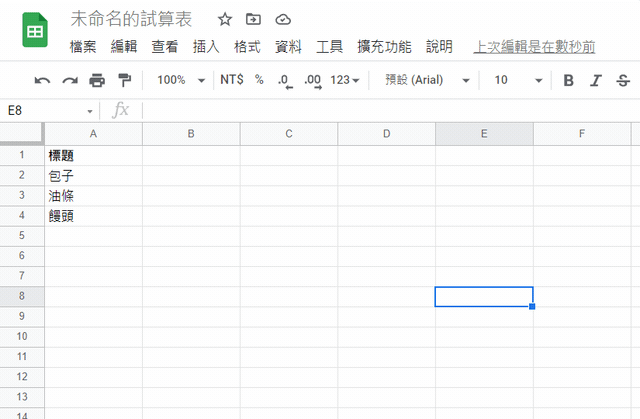 未命名的試算表
檔案 編輯 查看 插入 格式 資料 工具 擴充功能 說明 上次編輯是在數秒前
100% NT$ % .0 .00 123 預設 (Arial) 10 B I S
E8 fx
A B C D E F
1 標題
2 包子
3 油條
4 饅頭
5
6
7
8
9
10
11
12
13
14